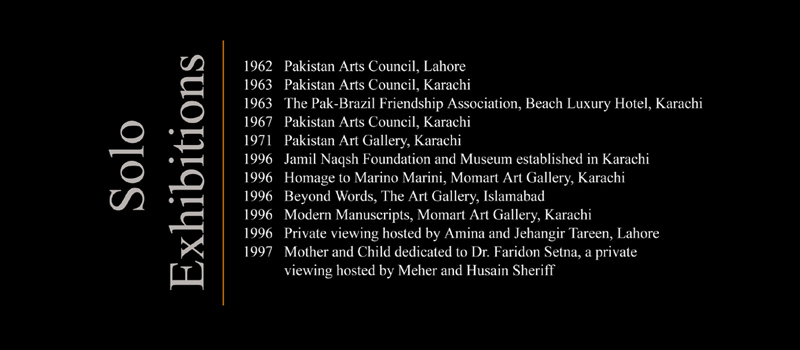 Solo
Exhibitions
1962 Pakistan Arts Council, Lahore
1963 Pakistan Arts Council, Karachi
1963 The Pak-Brazil Friendship Association, Beach Luxury Hotel, Karachi
1967 Pakistan Arts Council, Karachi
1971 Pakistan Art Gallery, Karachi
1996 Jamil Naqsh Foundation and Museum established in Karachi
1996 Homage to Marino Marini, Momart Art Gallery, Karachi
1996 Beyond Words, The Art Gallery, Islamabad
1996 Modern Manuscripts, Momart Art Gallery, Karachi
1996 Private viewing hosted by Amina and Jehangir Tareen, Lahore
1997 Mother and Child dedicated to Dr. Faridon Setna, a private
viewing hosted by Meher and Husain Sheriff